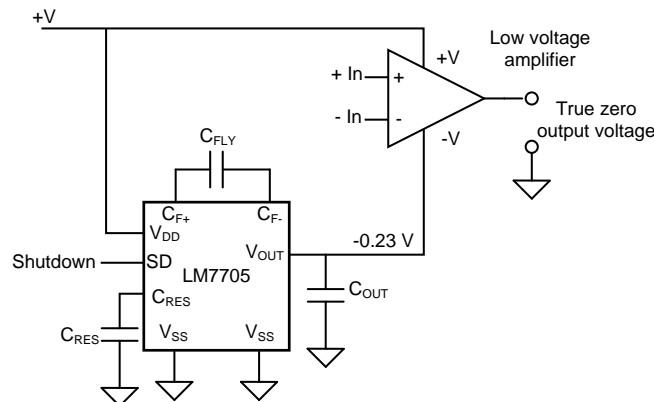 +V
Low voltage
amplifier
+V
+ In
+
- In
-
True zero
output voltage
-V
CFLY
CF+
CF-
VDD
-0.23 V
VOUT
Shutdown
SD
LM7705
COUT
CRES
CRES
VSS
VSS